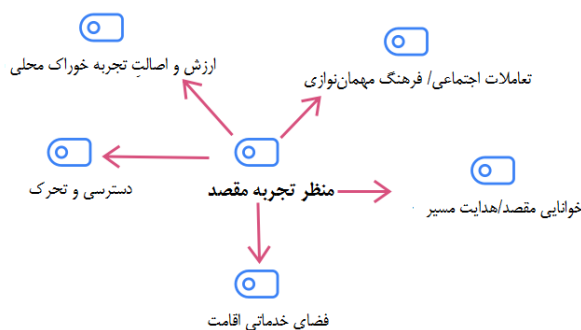 ارزش و اصالتِ تجربه خوراک محلی
تعاملات اجتماعی/ فرهنگ مهمان‌نوازی
دسترسی و تحرک
منظر تجربه مقصد
خوانایی مقصد/هدایت مسیر
فضای خدماتی اقامت